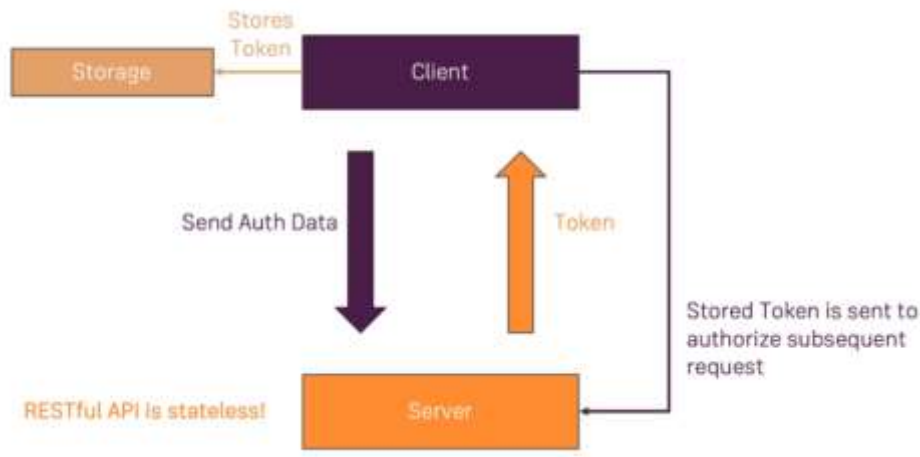 Stores
Token
Storage
Client
Send Auth Data
Token
Stored Token is sent to
authorize subsequent
request
RESTful API is stateless!
Server